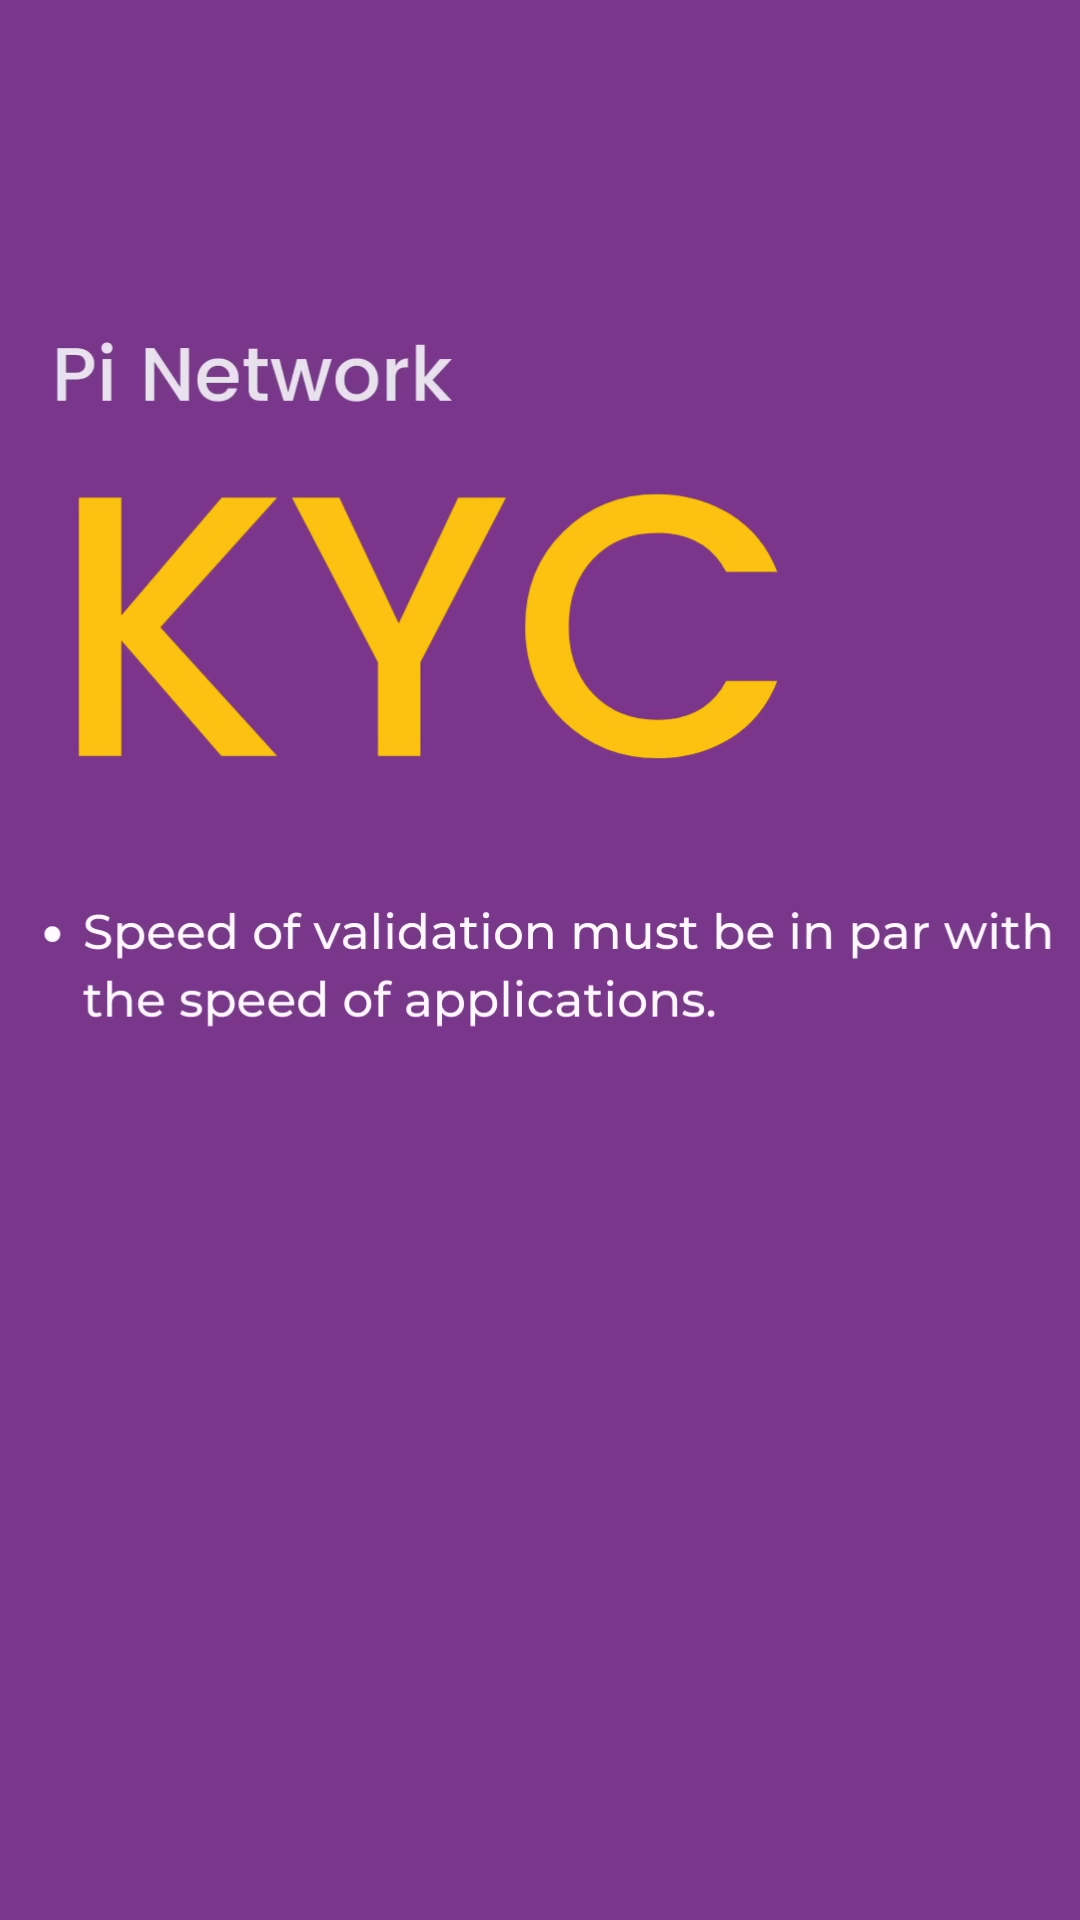 Pi Network
KYC
• Speed of validation must be in par with
the speed of applications.